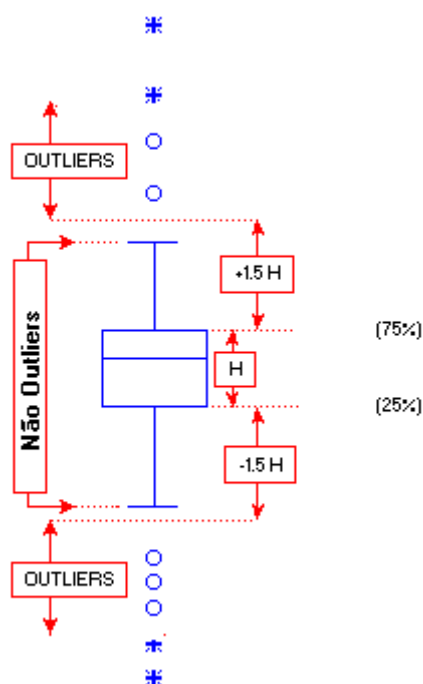 OUTLIERS
+1.5 H
Não Outliers
(75%)
H
(25%)
-1.5 H
OUTLIERS